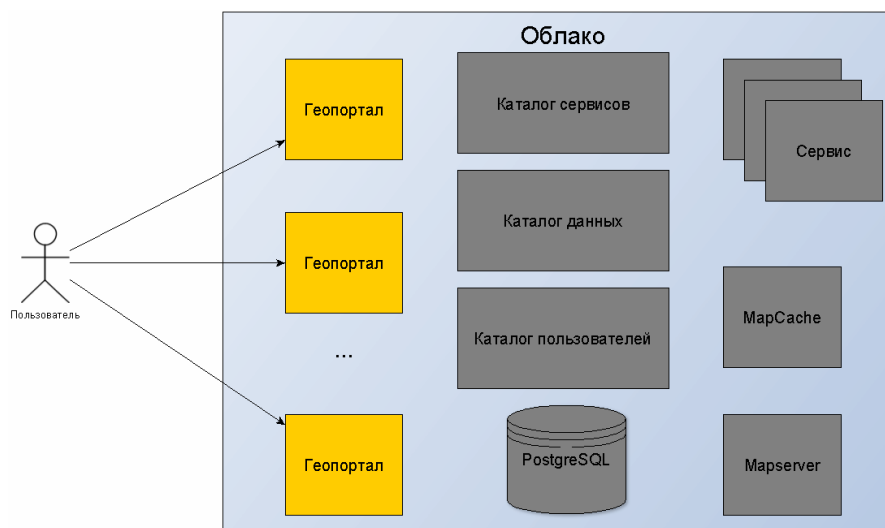 Облако
Геопортал
Каталог сервисов
Сервис
Каталог данных
Геопортал
Пользователь
MapCache
Каталог пользователей
...
Геопортал
PostgreSQL
Mapserver